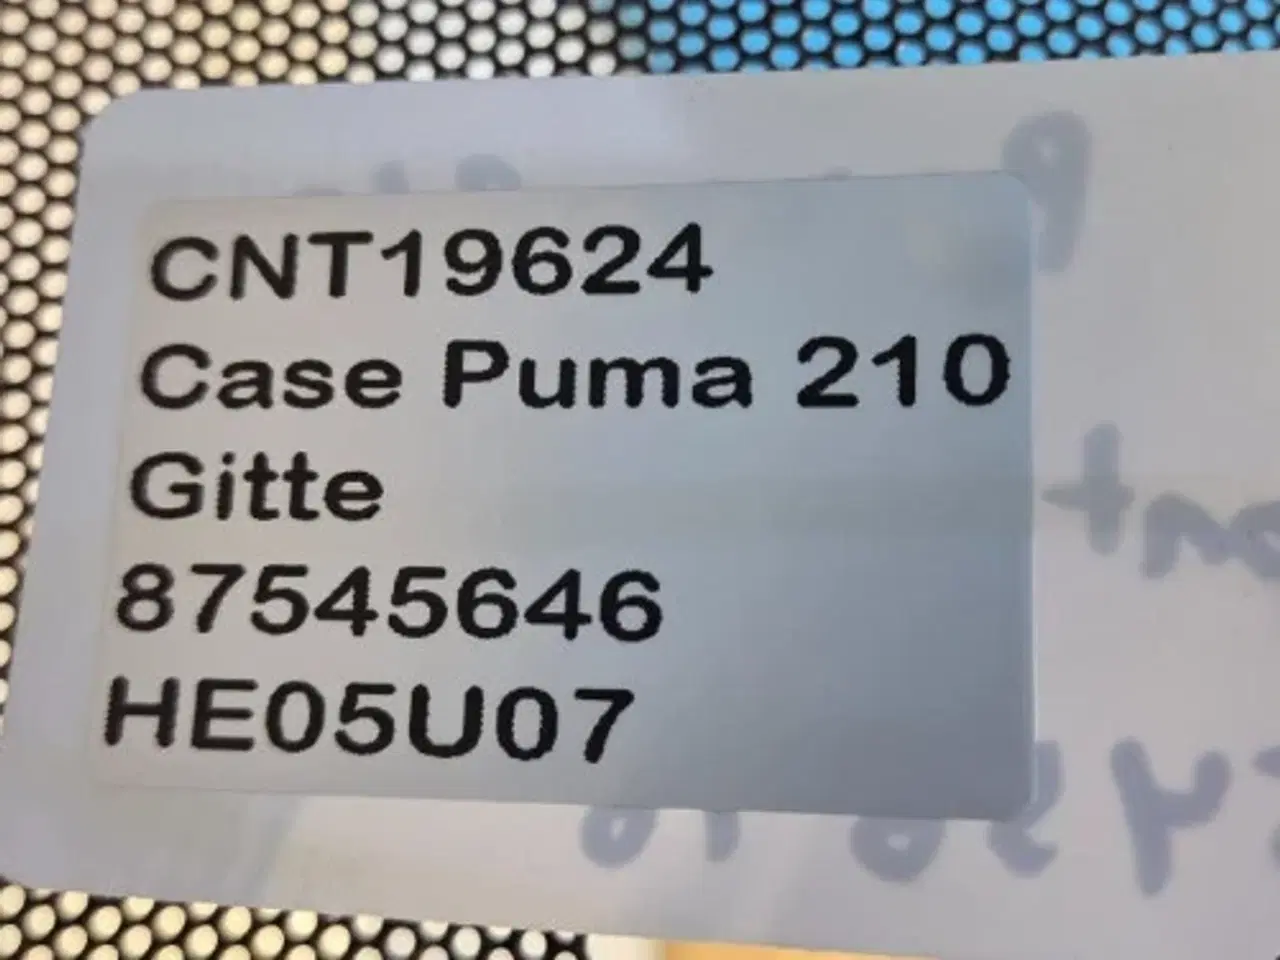 CNT19624
Case Puma 210
Gitte
87545646
HE05U07